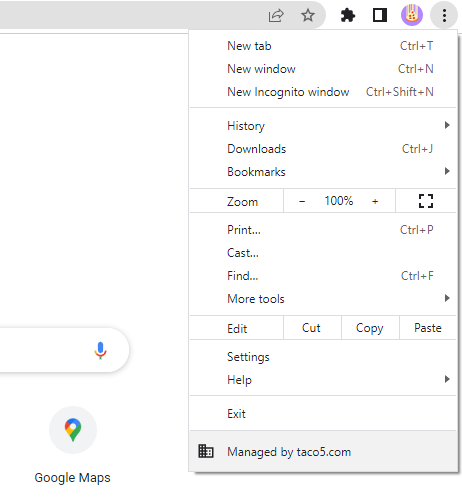 New tab Ctrl+T
New window Ctrl+N
New Incognito window Ctrl+Shift+N
History
Downloads Ctrl+J
Bookmarks
Zoom − 100% +
Print... Ctrl+P
Cast...
Find... Ctrl+F
More tools
Edit Cut Copy Paste
Settings
Help
Exit
Managed by taco5.com
Google Maps